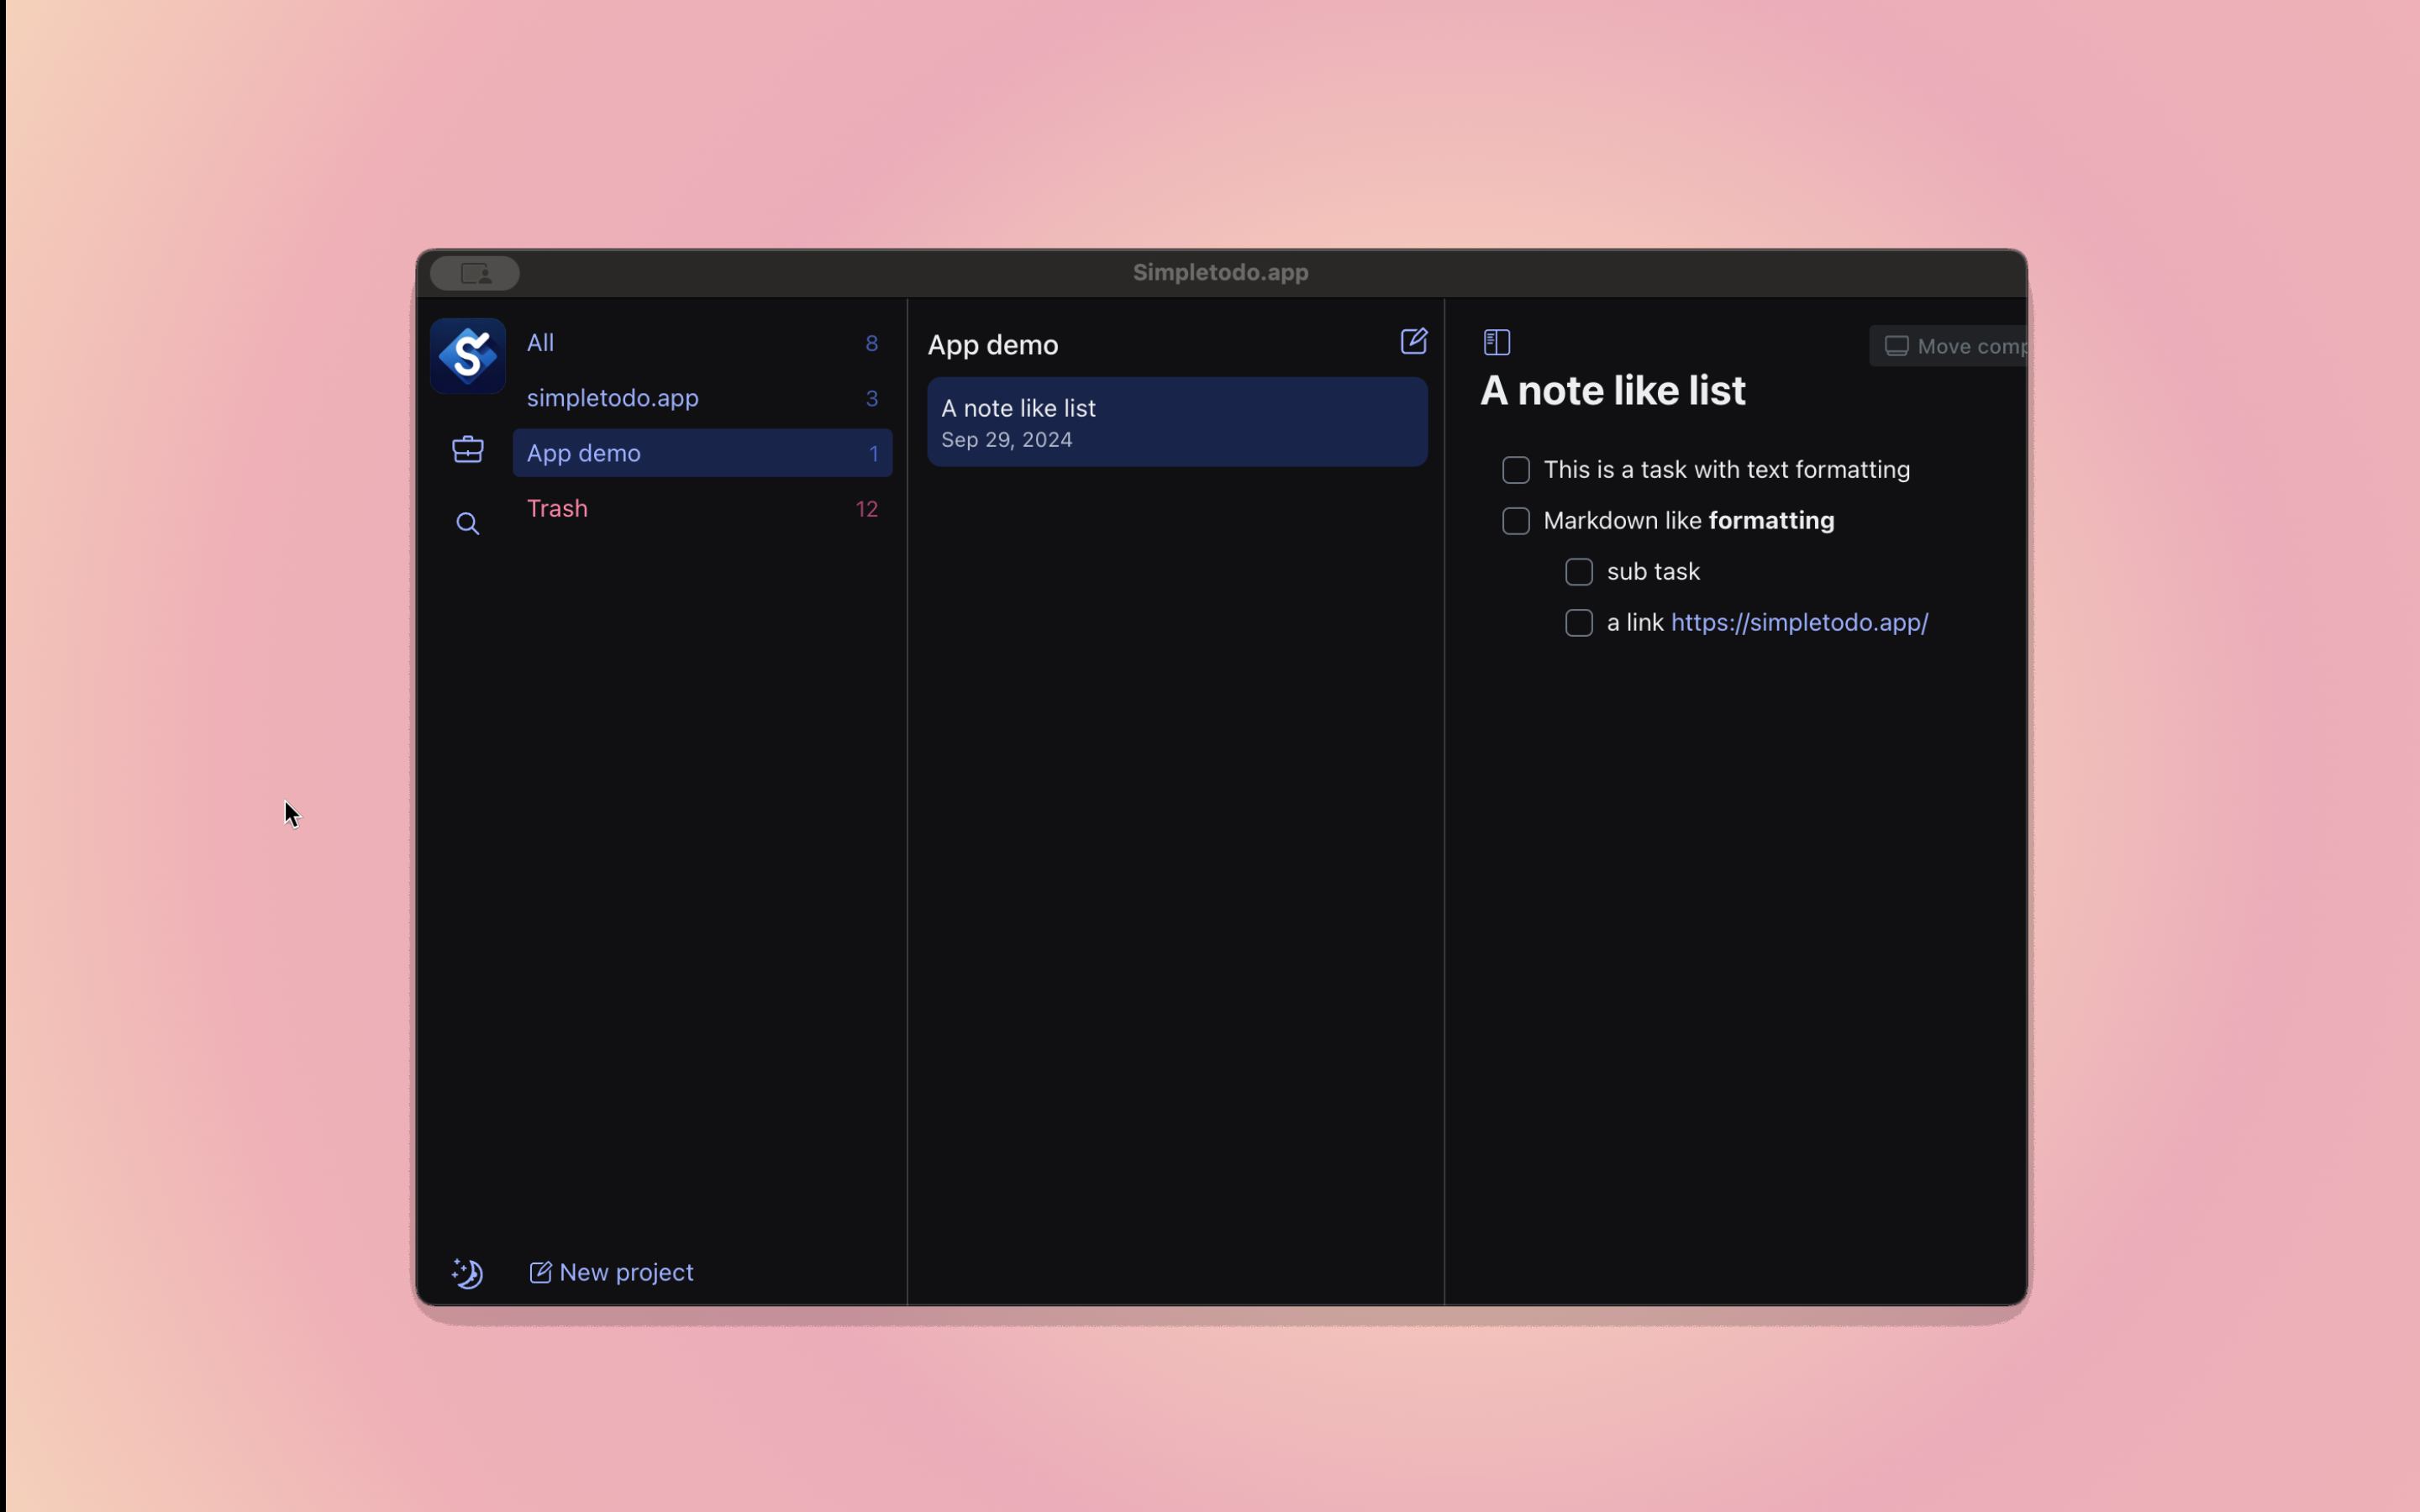 Simpletodo.app
All 8
simpletodo.app 3
App demo 1
Trash 12
New project
App demo
A note like list
Sep 29, 2024
Move comp
A note like list
This is a task with text formatting
Markdown like formatting
sub task
a link https://simpletodo.app/